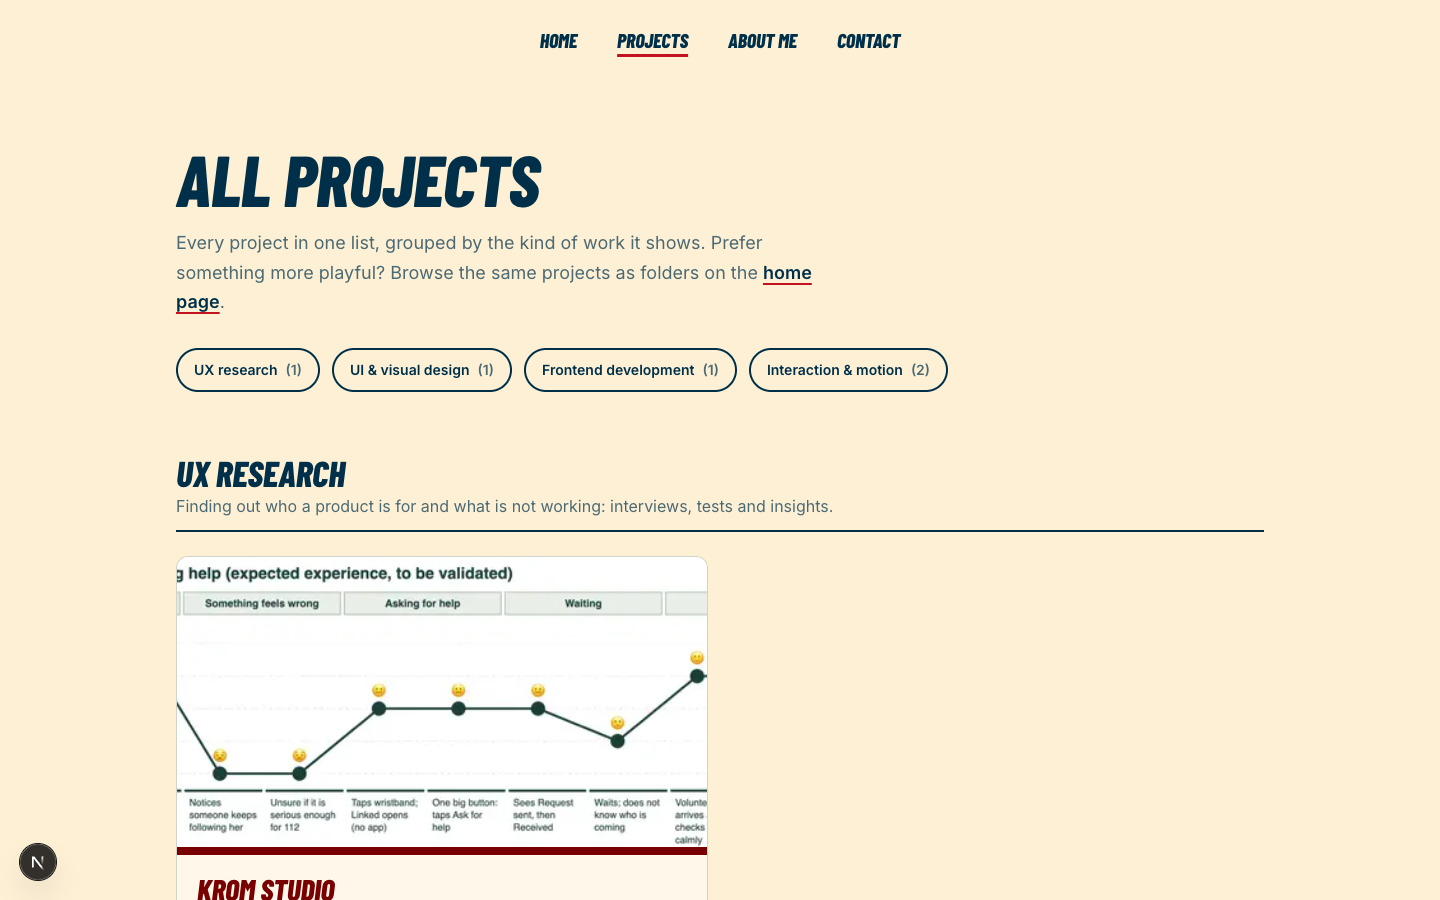 HOME PROJECTS ABOUT ME CONTACT
ALL PROJECTS
Every project in one list, grouped by the kind of work it shows. Prefer
something more playful? Browse the same projects as folders on the home
page.
UX research (1) UI & visual design (1) Frontend development (1) Interaction & motion (2)
UX RESEARCH
Finding out who a product is for and what is not working: interviews, tests and insights.
g help (expected experience, to be validated)
Something feels wrong Asking for help Waiting
Notices
someone keeps
following her
Unsure if it is
serious enough
for 112
Taps wristband;
Linked opens
(no app)
One big button:
taps Ask for
help
Sees Request
sent, then
Received
Waits; does not
know who is
coming
Volunte
arrives
checks
calmly
KROM STUDIO
N